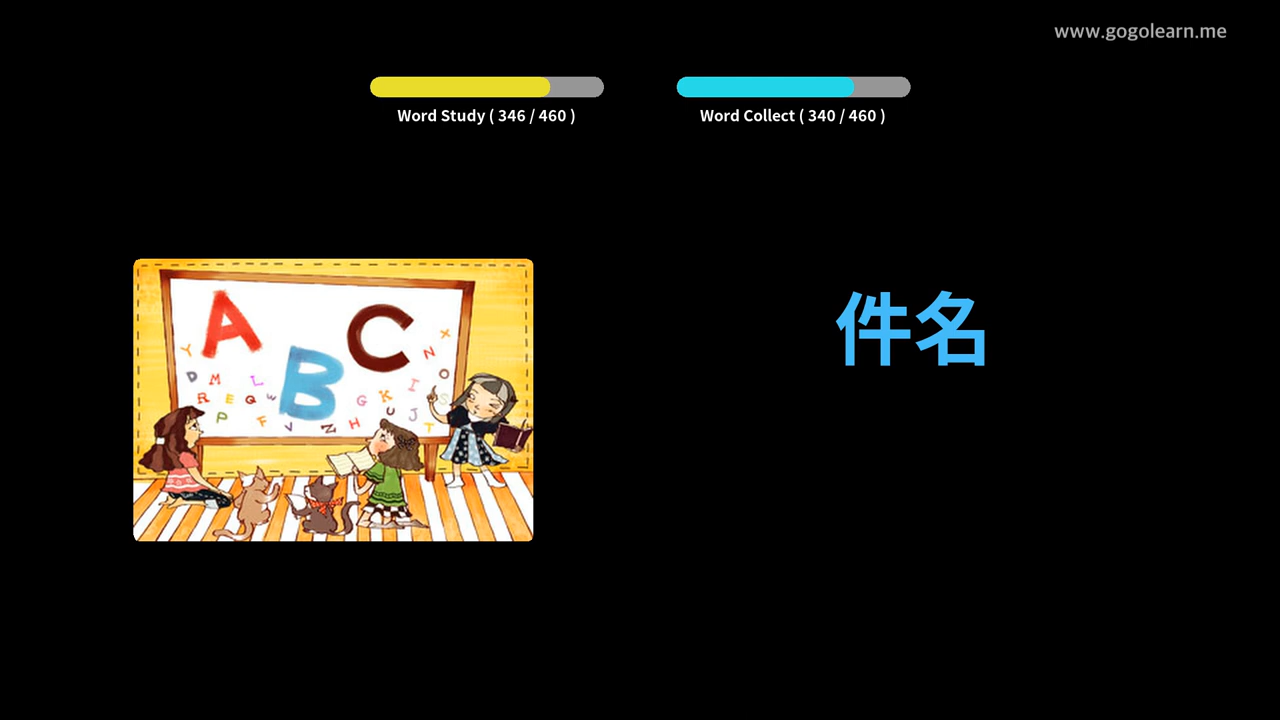 www.gogolearn.me
Word Study ( 346 / 460 )
Word Collect ( 340 / 460 )
件名
A
B
C
Y
X
N
D
M
L
O
R
E
Q
W
G
K
I
S
P
F
V
Z
H
U
J
T